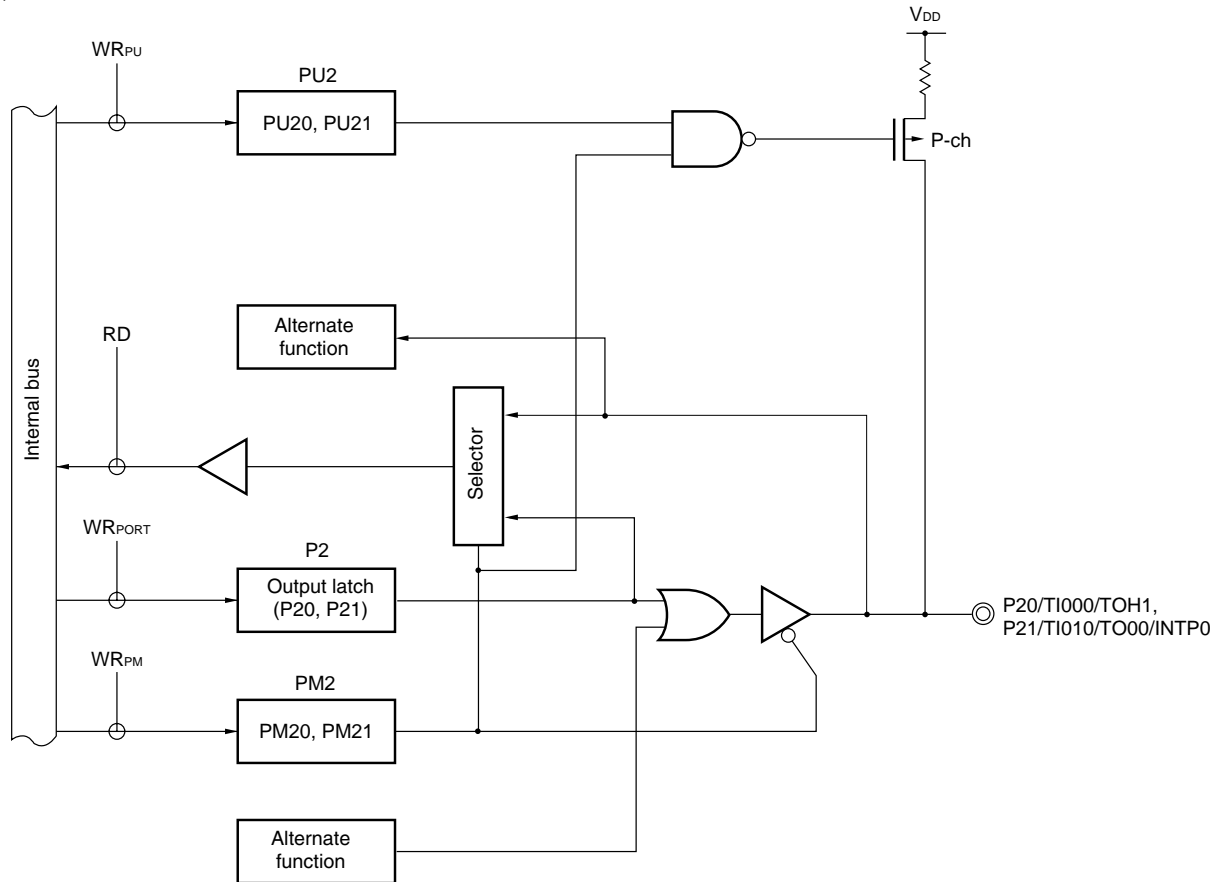 VDD
WRPU
PU2
PU20, PU21
P-ch
Alternate
function
RD
Internal bus
Selector
WRPORT
P2
Output latch
(P20, P21)
P20/TI000/TOH1,
P21/TI010/TO00/INTP0
WRPM
PM2
PM20, PM21
Alternate
function